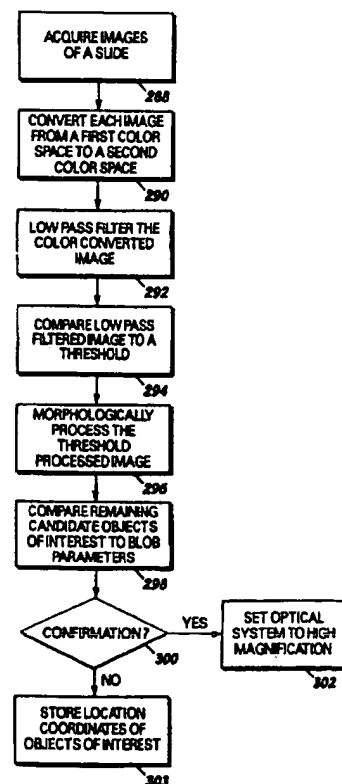 ACQUIRE IMAGES
OF A SLIDE
288
CONVERT EACH IMAGE
FROM A FIRST COLOR
SPACE TO A SECOND
COLOR SPACE
290
LOW PASS FILTER THE
COLOR CONVERTED
IMAGE
292
COMPARE LOW PASS
FILTERED IMAGE TO A
THRESHOLD
294
MORPHOLOGICALLY
PROCESS THE
THRESHOLD
PROCESSED IMAGE
296
COMPARE REMAINING
CANDIDATE OBJECTS
OF INTEREST TO BLOB
PARAMETERS
298
CONFIRMATION?
300
YES
SET OPTICAL
SYSTEM TO HIGH
MAGNIFICATION
302
NO
STORE LOCATION
COORDINATES OF
OBJECTS OF INTEREST
303